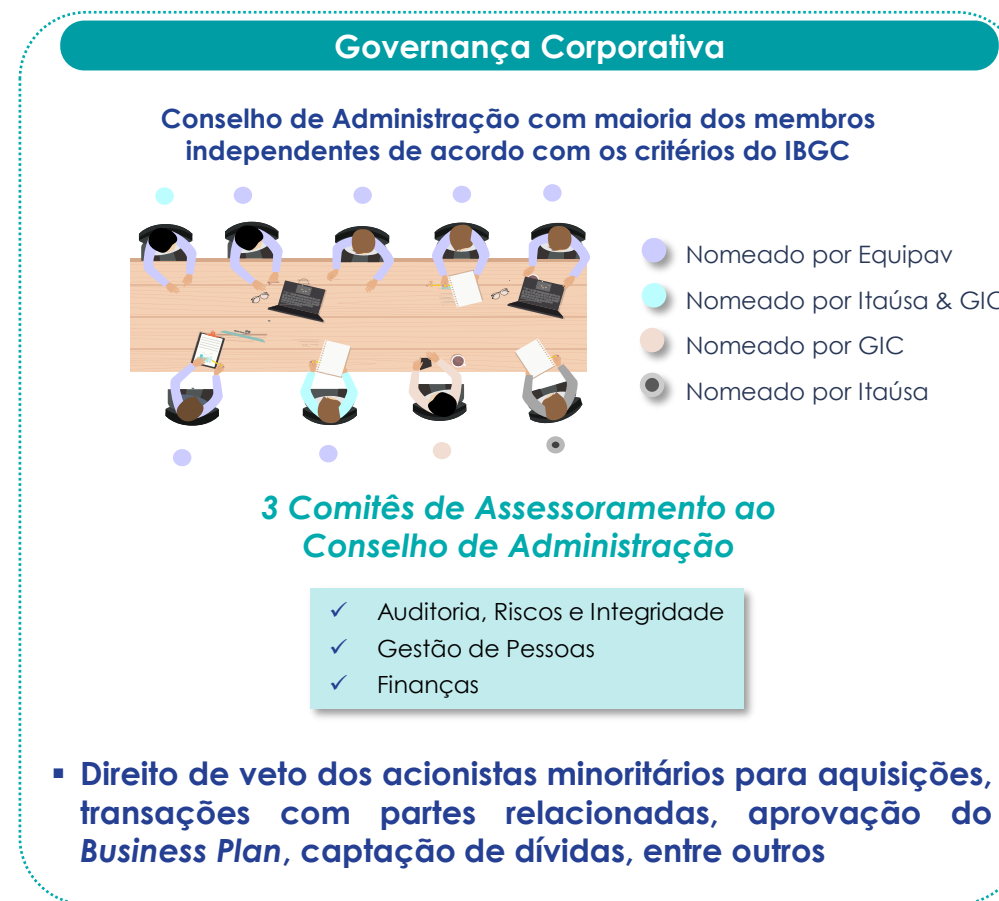 Governança Corporativa
Conselho de Administração com maioria dos membros
independentes de acordo com os critérios do IBGC
Nomeado por Equipav
Nomeado por Itaúsa & GIC
Nomeado por GIC
Nomeado por Itaúsa
3 Comitês de Assessoramento ao
Conselho de Administração
✓ Auditoria, Riscos e Integridade
✓ Gestão de Pessoas
✓ Finanças
▪ Direito de veto dos acionistas minoritários para aquisições,
transações com partes relacionadas, aprovação do
Business Plan, captação de dívidas, entre outros